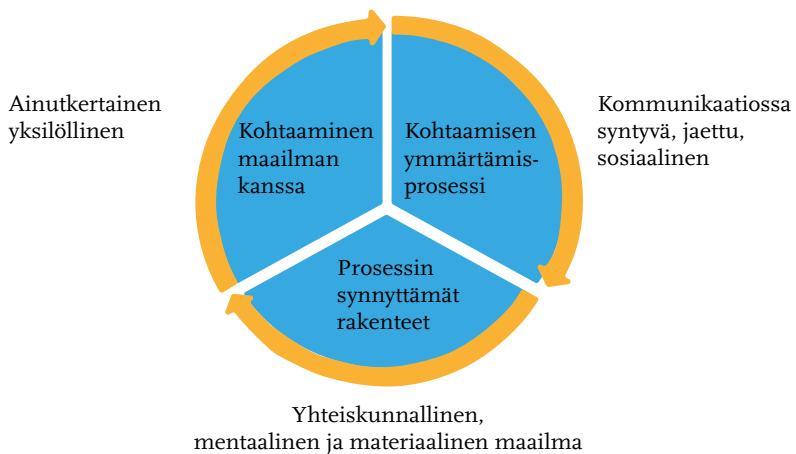 Ainutkertainen
yksilöllinen
Kohtaaminen
maailman
kanssa
Kohtaamisen
ymmärtämis-
prosessi
Kommunikaatiossa
syntyvä, jaettu,
sosiaalinen
Prosessin
synnyttämät
rakenteet
Yhteiskunnallinen,
mentaalinen ja materiaalinen maailma